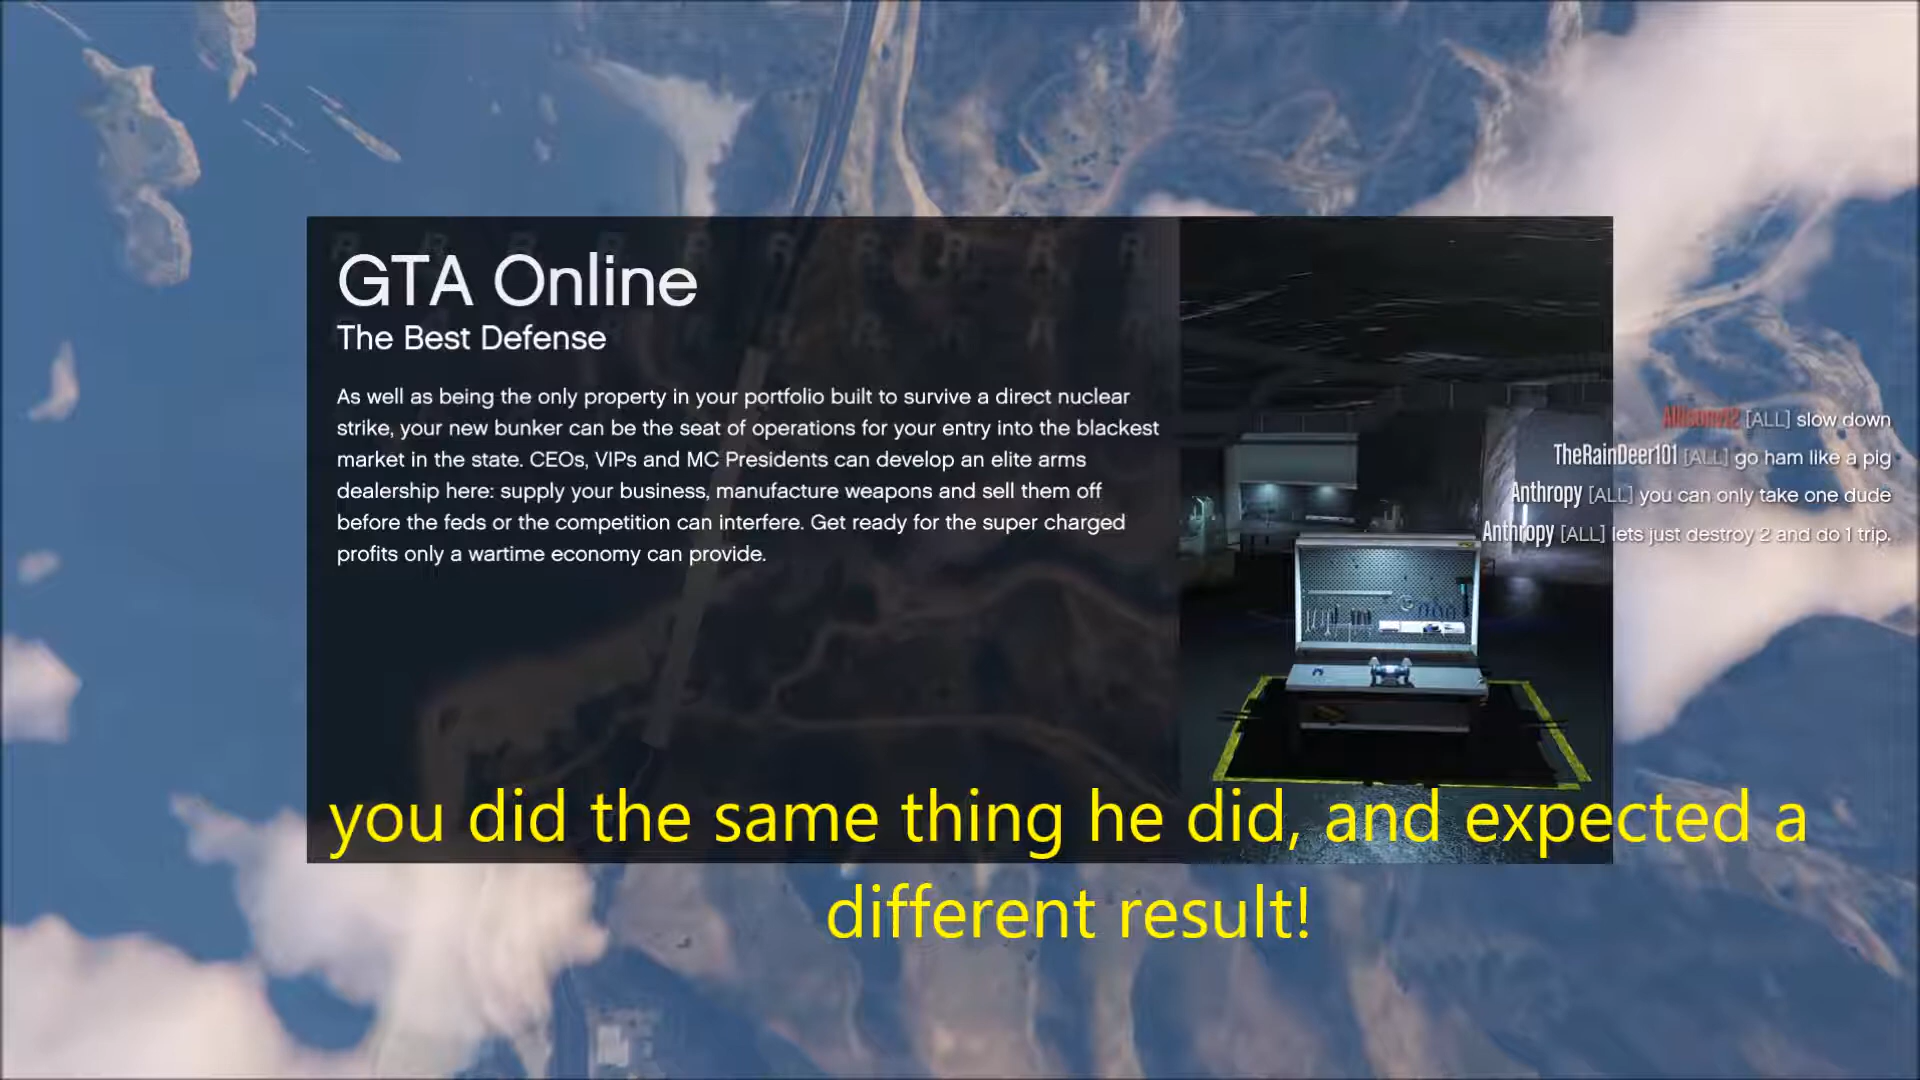 GTA Online
The Best Defense
As well as being the only property in your portfolio built to survive a direct nuclear
strike, your new bunker can be the seat of operations for your entry into the blackest
market in the state. CEOs, VIPs and MC Presidents can develop an elite arms
dealership here: supply your business, manufacture weapons and sell them off
before the feds or the competition can interfere. Get ready for the super charged
profits only a wartime economy can provide.
[ALL] slow down
TheRainDeer101 [ALL] go ham like a pig
Anthropy [ALL] you can only take one dude
Anthropy [ALL] lets just destroy 2 and do 1 trip.
you did the same thing he did, and expected a
different result!